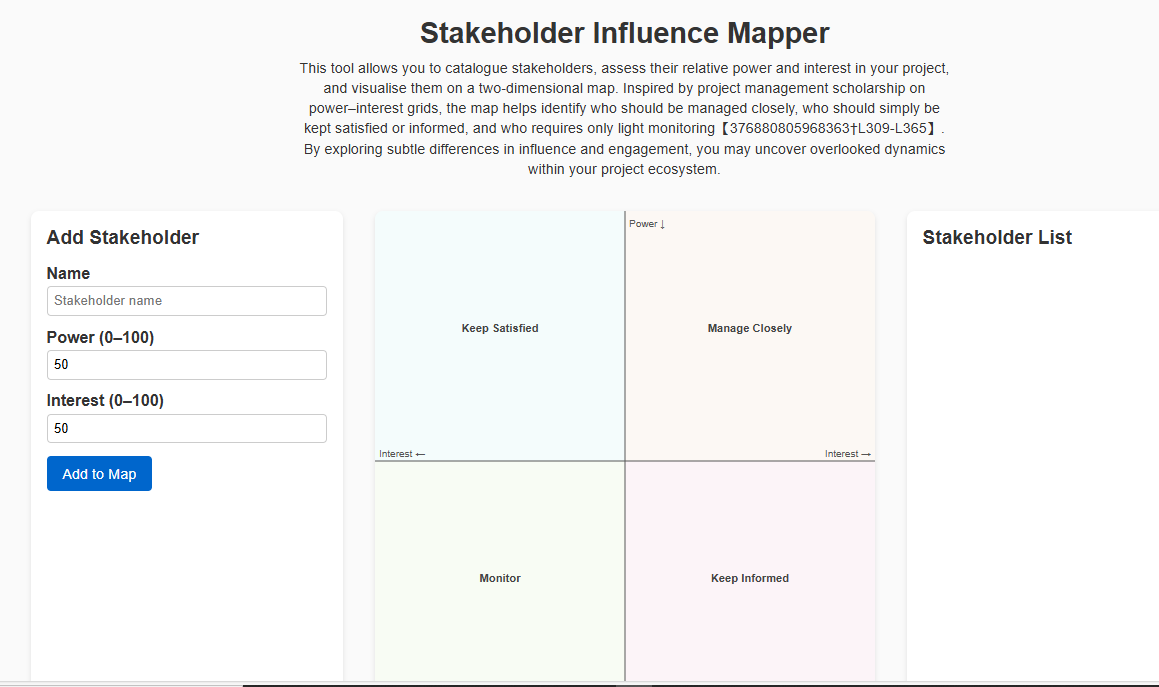 Stakeholder Influence Mapper
This tool allows you to catalogue stakeholders, assess their relative power and interest in your project,
and visualise them on a two-dimensional map. Inspired by project management scholarship on
power–interest grids, the map helps identify who should be managed closely, who should simply be
kept satisfied or informed, and who requires only light monitoring【376880805968363†L309-L365】.
By exploring subtle differences in influence and engagement, you may uncover overlooked dynamics
within your project ecosystem.
Add Stakeholder
Name
Stakeholder name
Power (0–100)
50
Interest (0–100)
50
Add to Map
Power ↓
Keep Satisfied
Manage Closely
Interest ←
Interest →
Monitor
Keep Informed
Stakeholder List